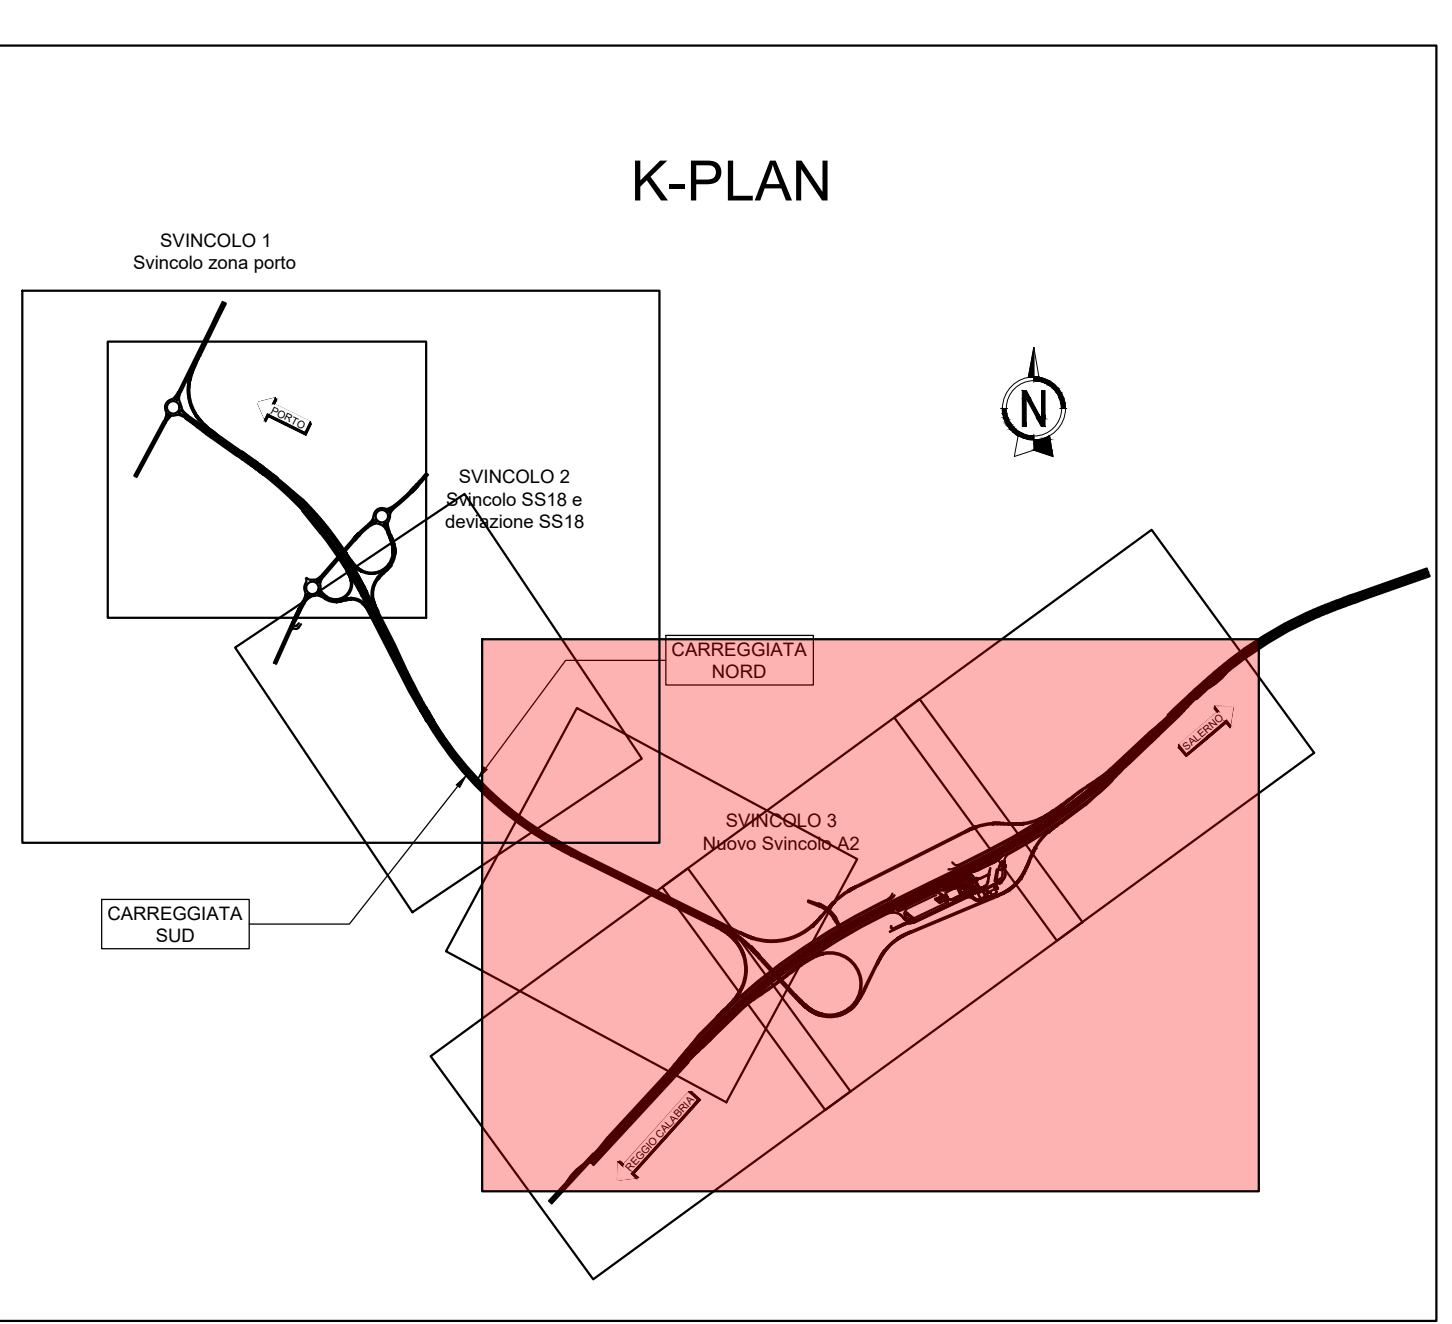 K-PLAN
SVINCOLO 1
Svincolo zona porto
PORTO
N
SVINCOLO 2
Svincolo SS18 e
deviazione SS18
CARREGGIATA
NORD
SALERNO
SVINCOLO 3
Nuovo Svincolo A2
CARREGGIATA
SUD
REGGIO CALABRIA